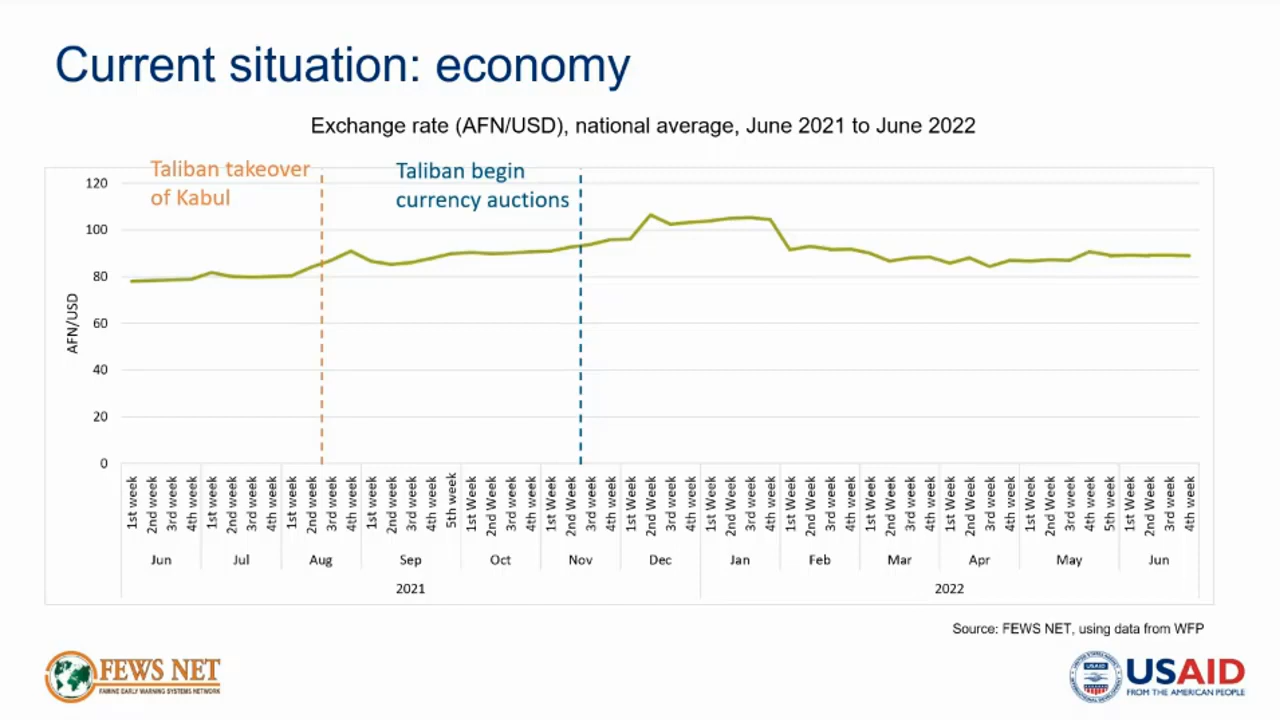 Current situation: economy
Exchange rate (AFN/USD), national average, June 2021 to June 2022
Taliban takeover
of Kabul
Taliban begin
currency auctions
120
100
80
60
40
20
0
AFN/USD
1st week
2nd week
3rd week
4th week
1st week
2nd week
3rd week
4th week
1st week
2nd week
3rd week
4th week
1st week
2nd week
3rd week
4th week
5th week
1st Week
2nd Week
3rd week
4th week
1st Week
2nd Week
3rd week
4th week
1st Week
2nd Week
3rd week
4th week
1st Week
2nd Week
3rd week
4th week
1st Week
2nd Week
3rd week
4th week
1st Week
2nd Week
3rd week
4th week
1st Week
2nd Week
3rd week
4th week
1st Week
2nd Week
3rd week
4th week
5th week
1st Week
2nd Week
3rd week
4th week
Jun Jul Aug Sep Oct Nov Dec Jan Feb Mar Apr May Jun
2021 2022
Source: FEWS NET, using data from WFP
FEWS NET
FAMINE EARLY WARNING SYSTEMS NETWORK
USAID
USAID
FROM THE AMERICAN PEOPLE